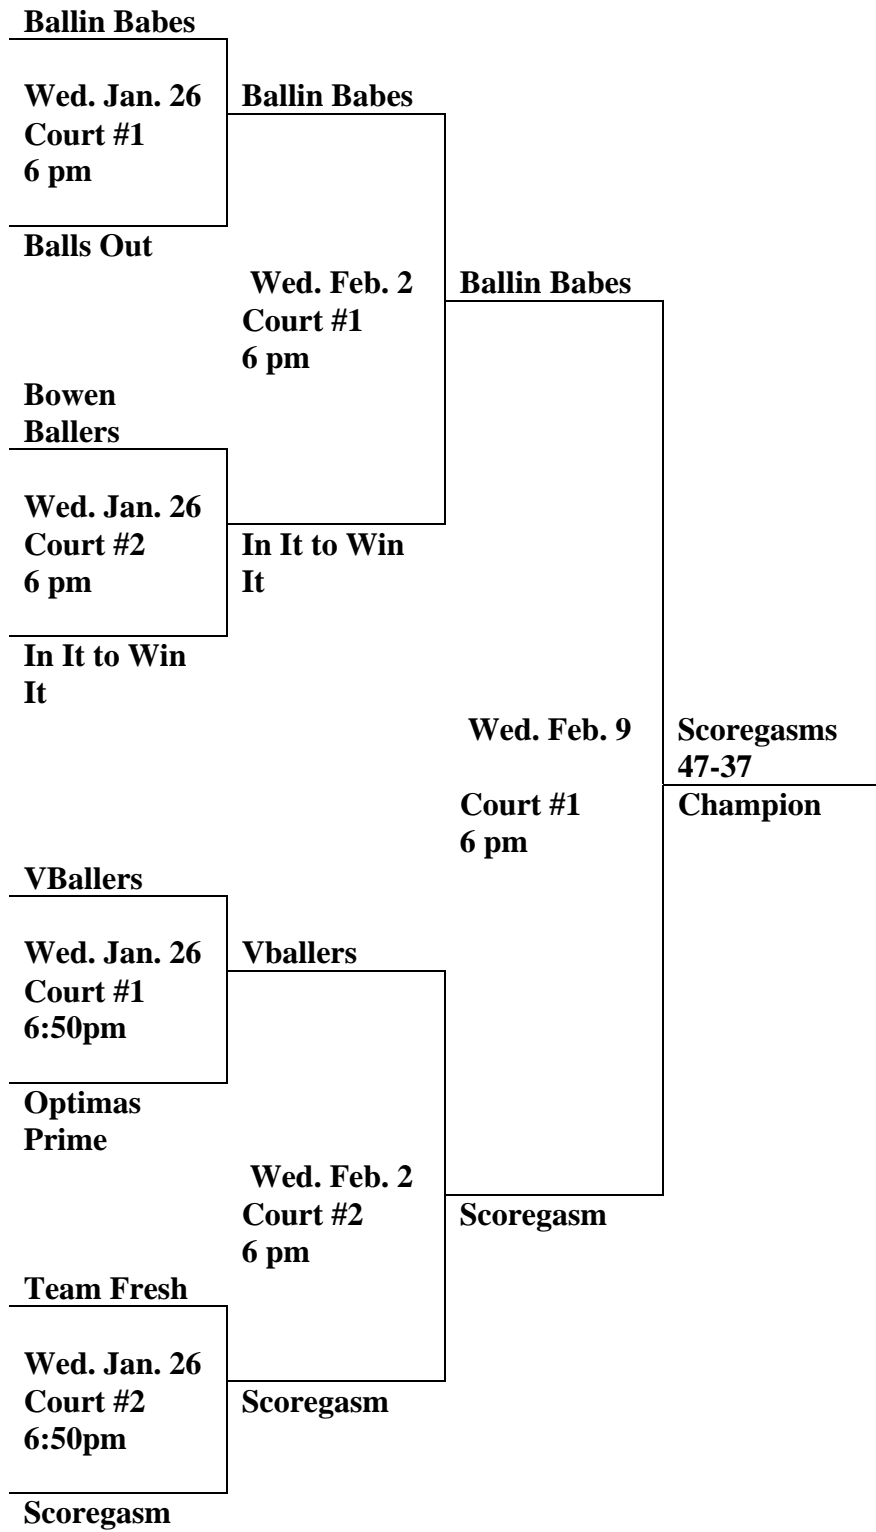 Ballin Babes
Wed. Jan. 26
Court #1
6 pm
Ballin Babes
Balls Out
Wed. Feb. 2
Court #1
6 pm
Ballin Babes
Bowen
Ballers
Wed. Jan. 26
Court #2
6 pm
In It to Win
It
In It to Win
It
Wed. Feb. 9
Court #1
6 pm
Scoregasms
47-37
Champion
VBallers
Wed. Jan. 26
Court #1
6:50pm
Vballers
Optimas
Prime
Wed. Feb. 2
Court #2
6 pm
Scoregasm
Team Fresh
Wed. Jan. 26
Court #2
6:50pm
Scoregasm
Scoregasm